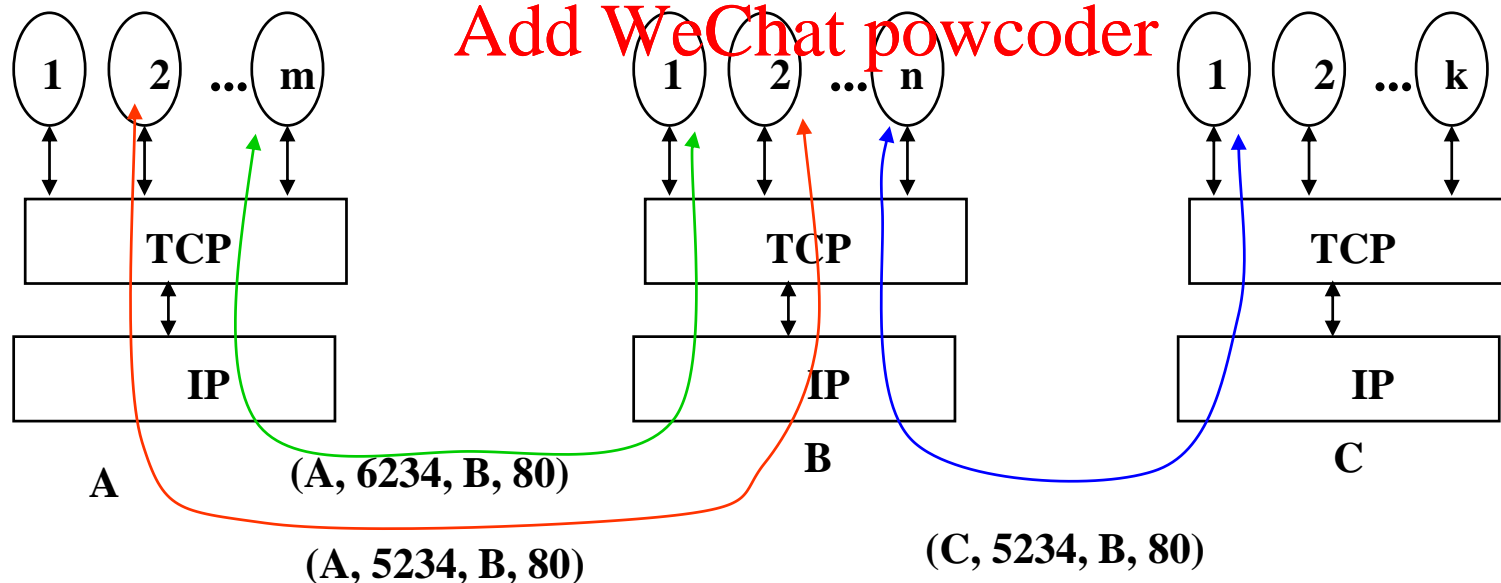 Add WeChat powcoder
1 2 ... m
1 2 ... n
1 2 ... k
TCP
TCP
TCP
IP
IP
IP
A
B
C
(A, 6234, B, 80)
(A, 5234, B, 80)
(C, 5234, B, 80)